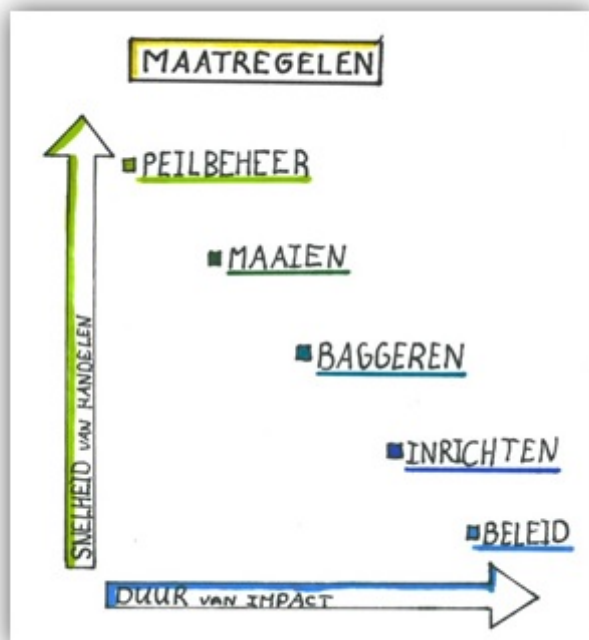 MAATREGELEN
PEILBEHEER
MAAIEN
BAGGEREN
INRICHTEN
BELEID
SNELHEID VAN HANDELEN
DUUR VAN IMPACT